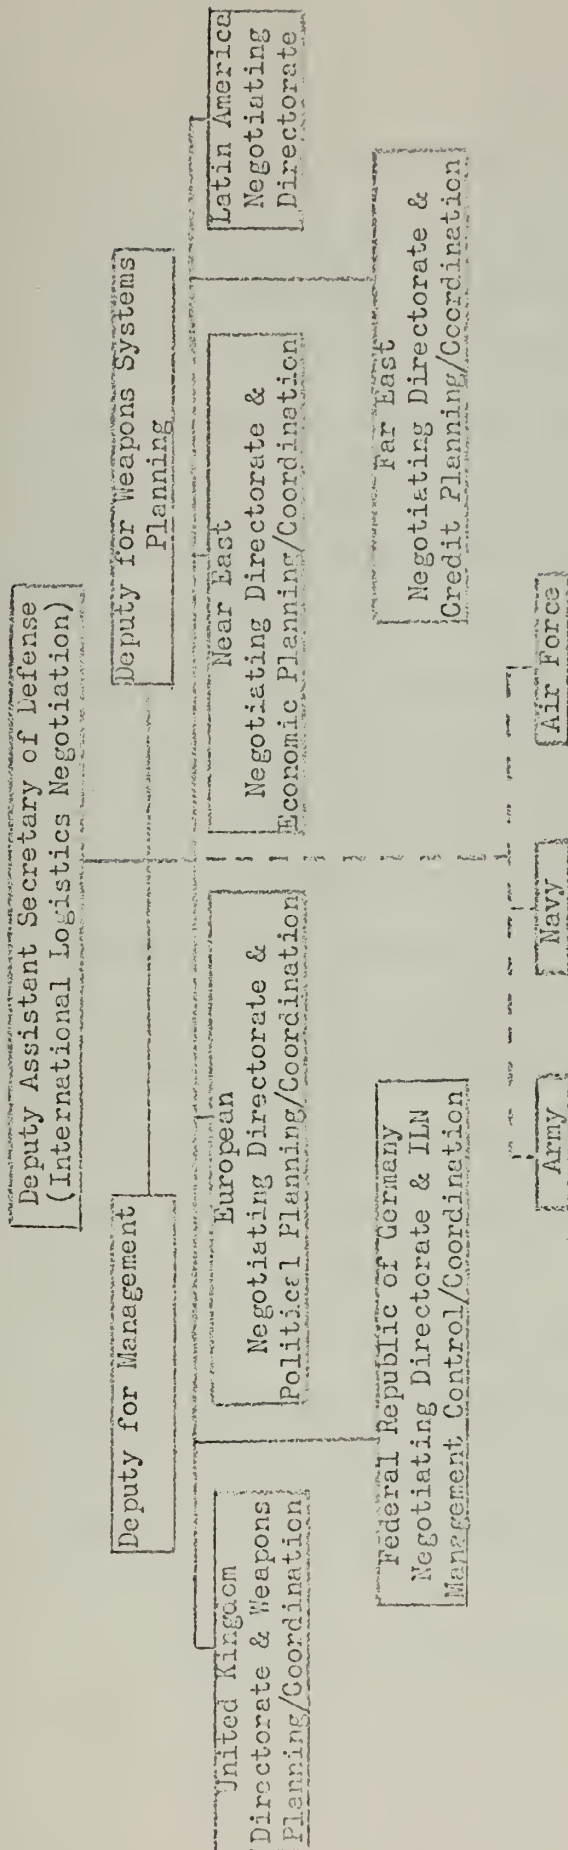 Deputy Assistant Secretary of Defense
(International Logistics Negotiation)
Deputy for Management
Deputy for Weapons Systems
Planning
United Kingdom
Directorate & Weapons
Planning/Coordination
European
Negotiating Directorate &
Political Planning/Coordination
Near East
Negotiating Directorate &
Economic Planning/Coordination
Latin America
Negotiating
Directorate
Federal Republic of Germany
Negotiating Directorate & ILN
Management Control/Coordination
Far East
Negotiating Directorate &
Credit Planning/Coordination
Army
Navy
Air Force